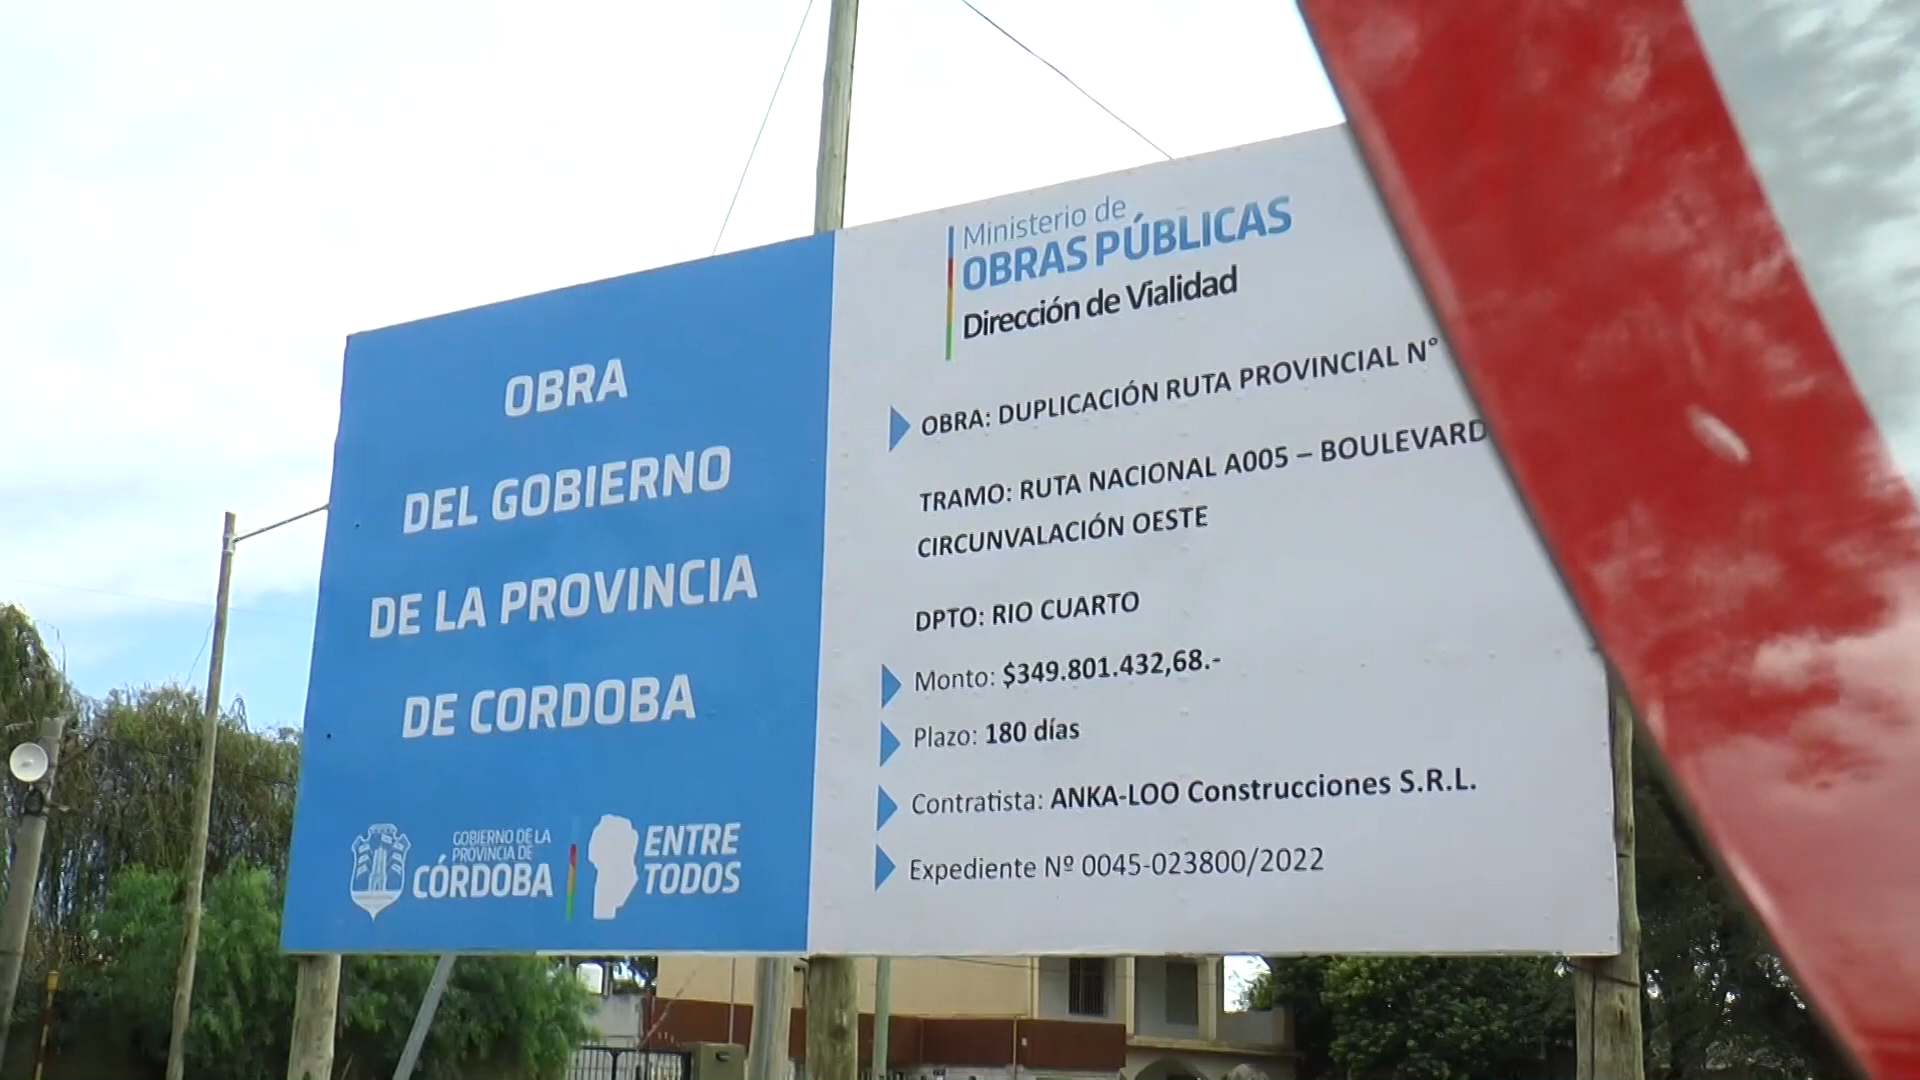 OBRA
DEL GOBIERNO
DE LA PROVINCIA
DE CORDOBA
GOBIERNO DE LA
PROVINCIA DE
CÓRDOBA
ENTRE
TODOS
Ministerio de
OBRAS PÚBLICAS
Dirección de Vialidad
OBRA: DUPLICACIÓN RUTA PROVINCIAL N°
TRAMO: RUTA NACIONAL A005 – BOULEVARD
CIRCUNVALACIÓN OESTE
DPTO: RIO CUARTO
Monto: $349.801.432,68.-
Plazo: 180 días
Contratista: ANKA-LOO Construcciones S.R.L.
Expediente Nº 0045-023800/2022